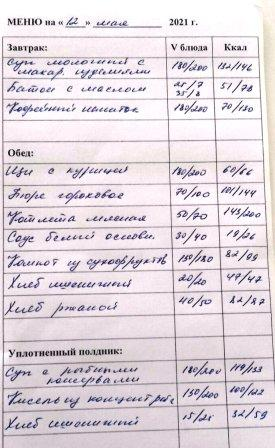 МЕНЮ на « 12 » мая 2021 г.
Завтрак: V блюда Ккал
Суп молочный с
макар. изделиями 180/200 132/146
Батон с маслом 25/7 35/8 51/78
Кофейный напиток 180/200 70/130
Обед:
Щи с курицей 180/200 60/66
Пюре гороховое 70/100 101/144
Котлета мясная 50/70 143/200
Соус белый основн. 30/40 19/26
Компот из сухофруктов 150/180 82/99
Хлеб пшеничный 20/20 47/47
Хлеб ржаной 40/50 82/87
Уплотненный полдник:
Суп с рыбными
консервами 180/200 119/133
Кисель из концентрата 150/200 100/122
Хлеб пшеничный 15/25 32/59